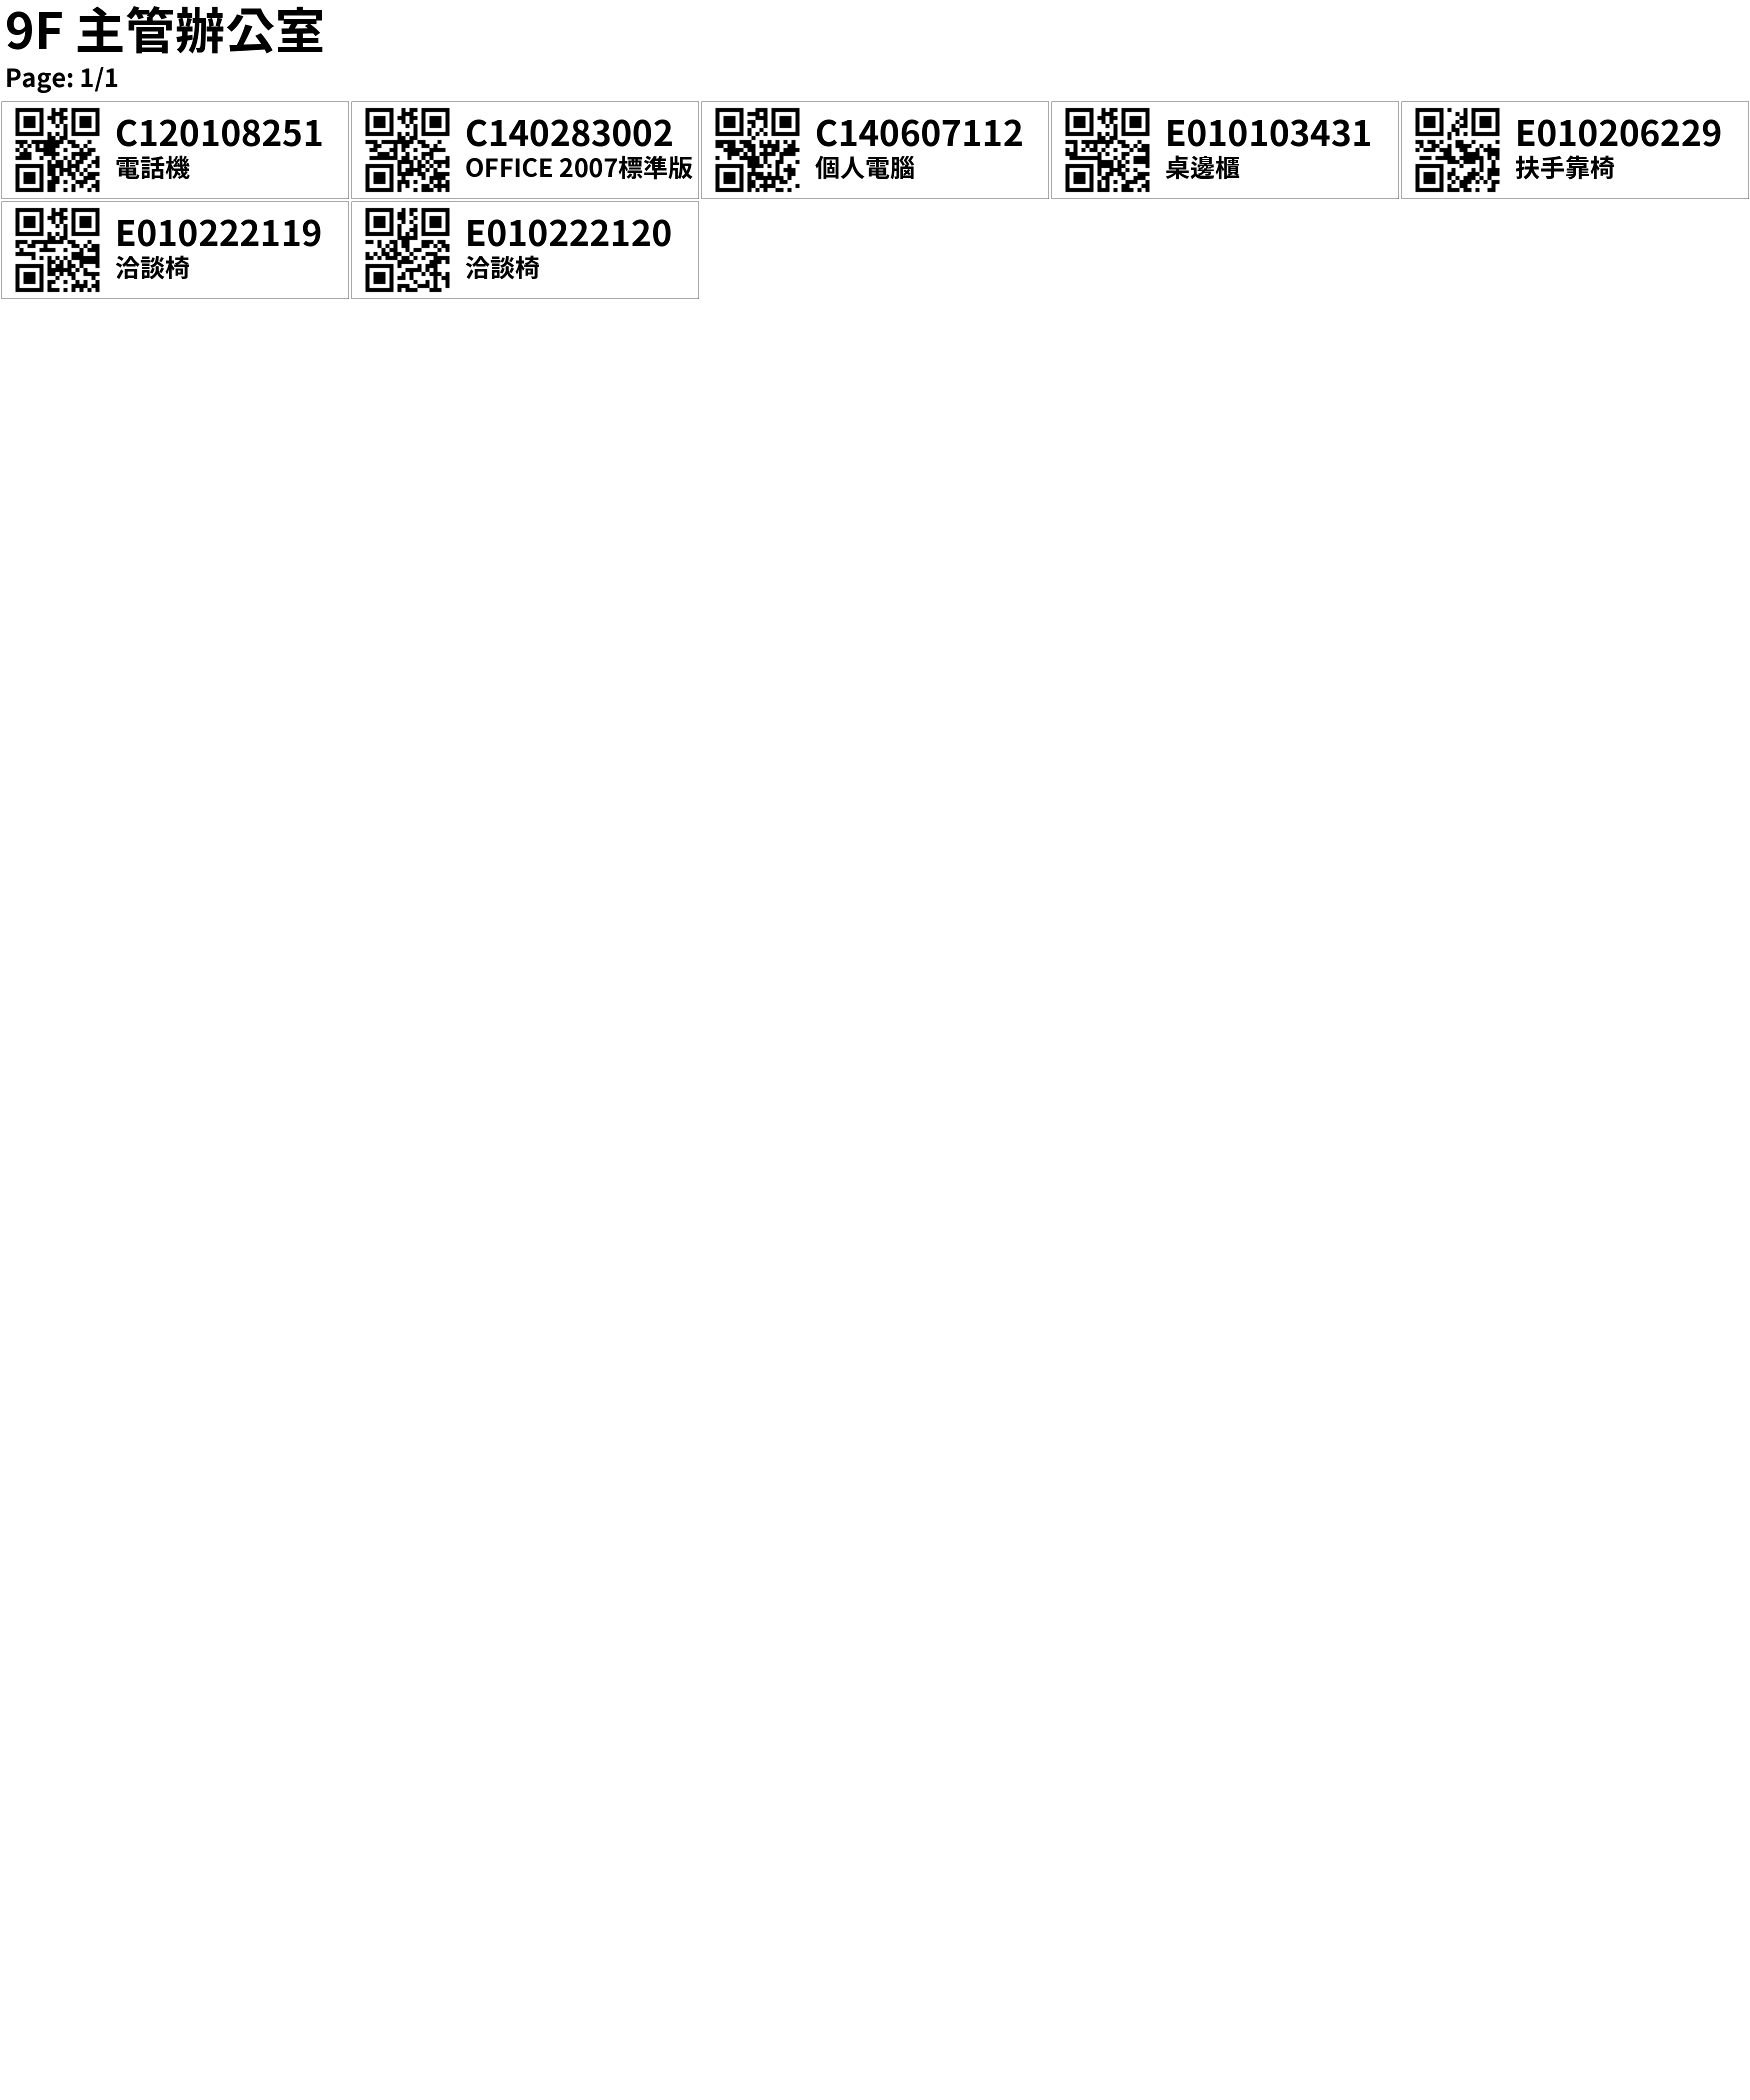 9F 主管辦公室
Page: 1/1
C120108251
電話機
C140283002
OFFICE 2007標準版
C140607112
個人電腦
E010103431
桌邊櫃
E010206229
扶手靠椅
E010222119
洽談椅
E010222120
洽談椅